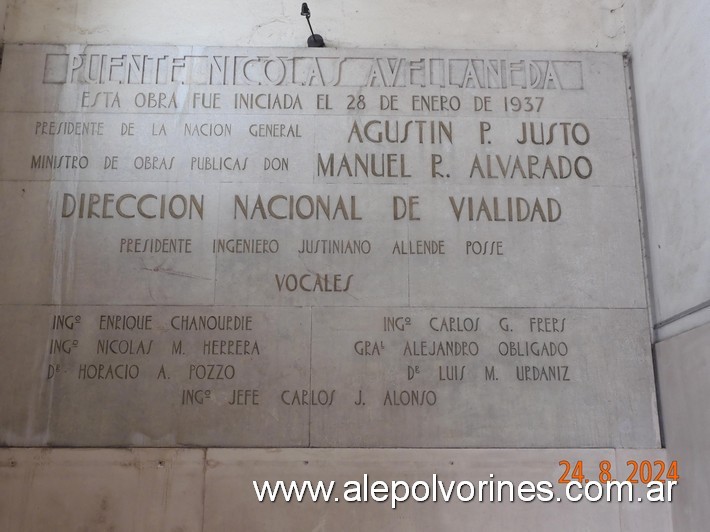 PUENTE NICOLAS AVELLANEDA
ESTA OBRA FUE INICIADA EL 28 DE ENERO DE 1937
PRESIDENTE DE LA NACION GENERAL AGUSTIN P. JUSTO
MINISTRO DE OBRAS PUBLICAS DON MANUEL R. ALVARADO
DIRECCION NACIONAL DE VIALIDAD
PRESIDENTE INGENIERO JUSTINIANO ALLENDE POSSE
VOCALES
INGº ENRIQUE CHANOURDIE INGº CARLOS G. FRERS
INGº NICOLAS M. HERRERA GRAL ALEJANDRO OBLIGADO
DR HORACIO A. POZZO DR LUIS M. URDANIZ
INGº JEFE CARLOS J. ALONSO
24. 8. 2024
www.alepolvorines.com.ar